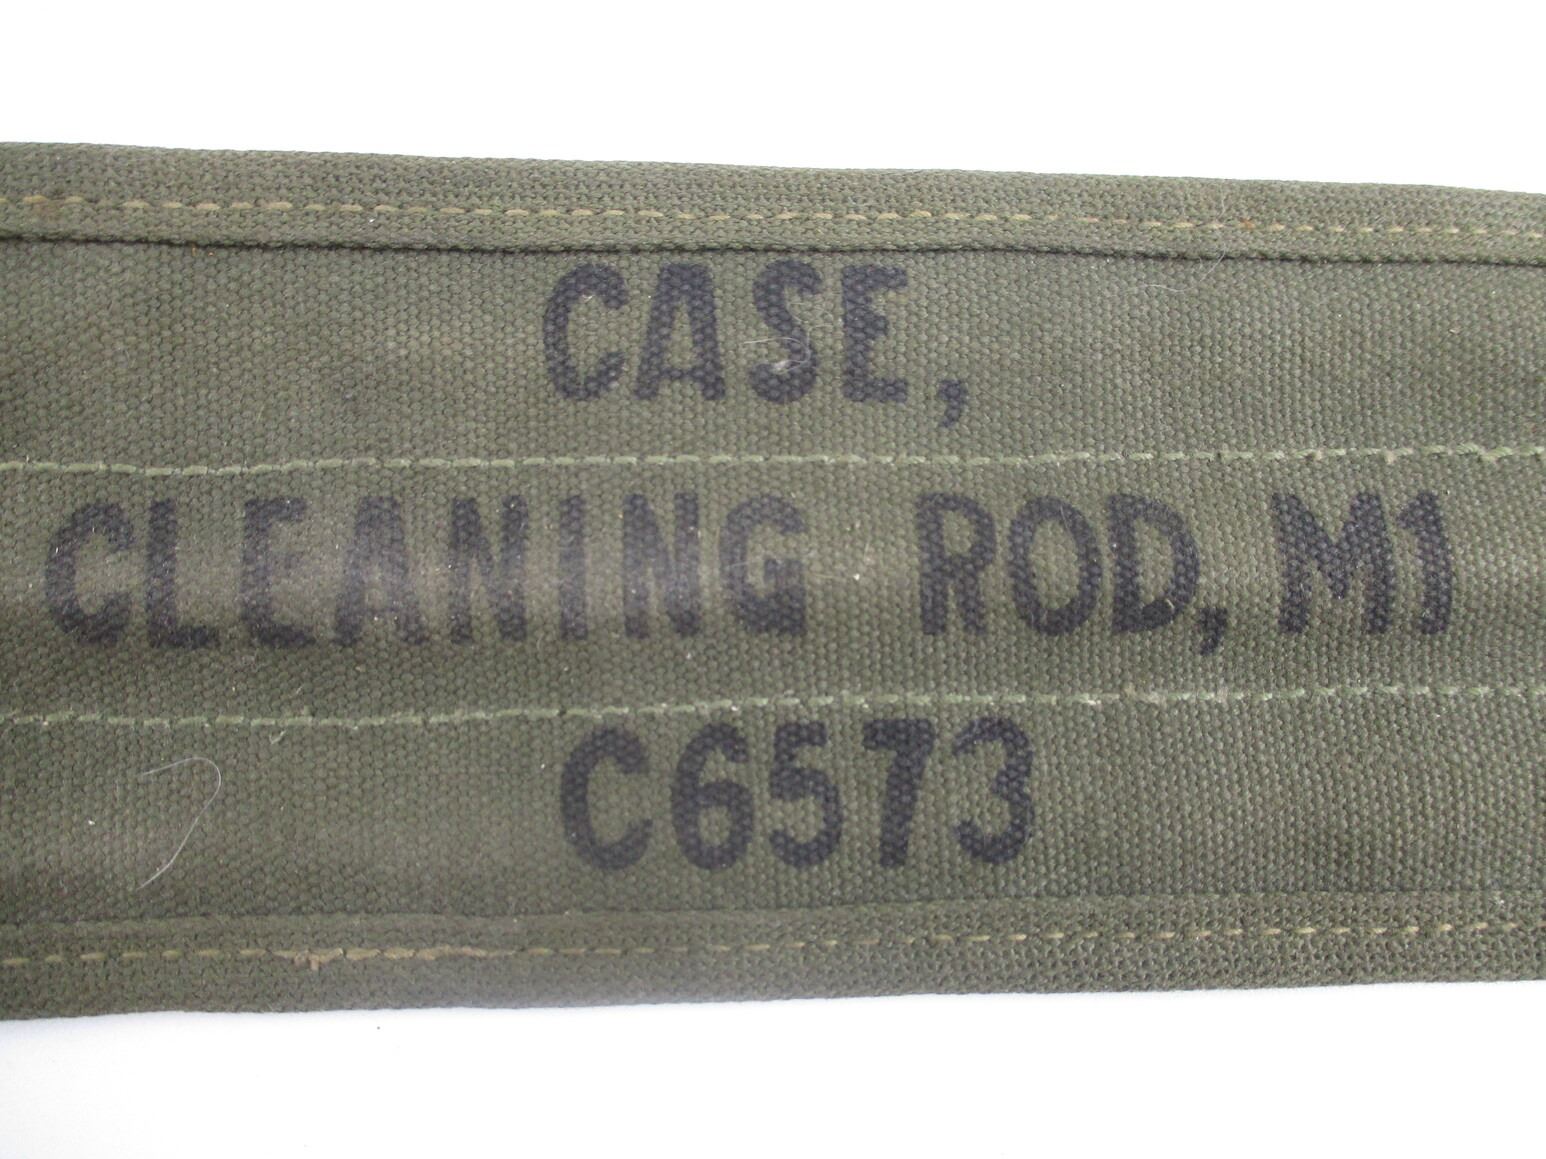 CASE,
CLEANING ROD, M1
C6573